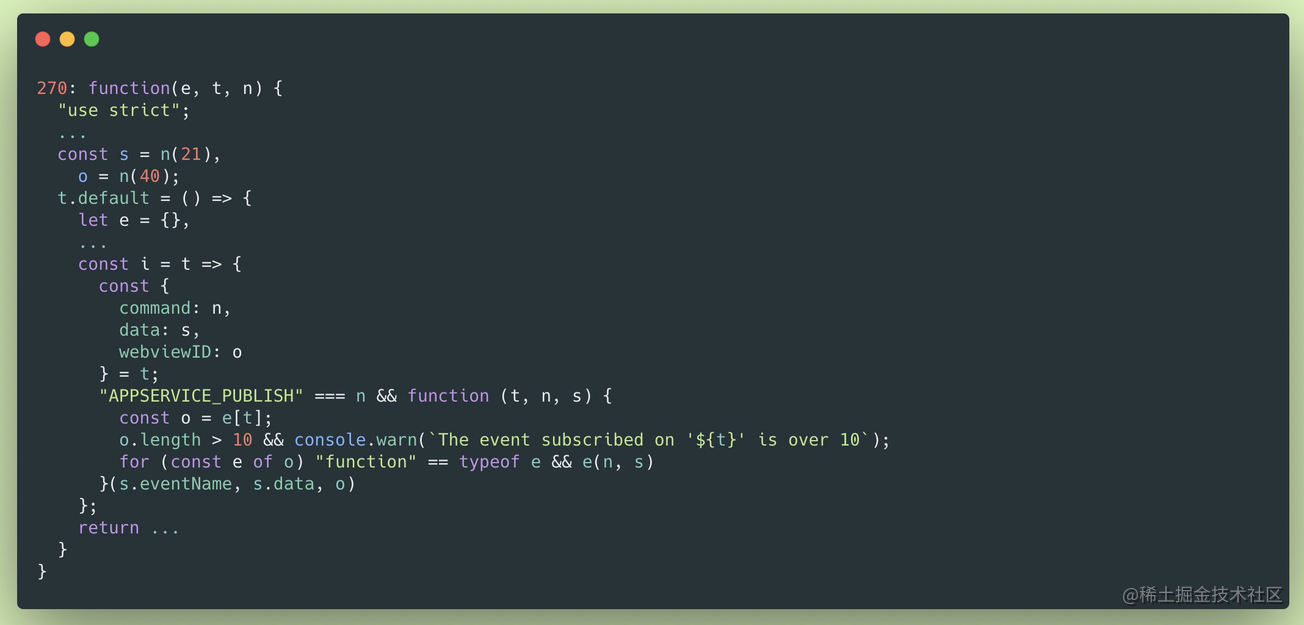 270: function(e, t, n) {
  "use strict";
  ...
  const s = n(21),
    o = n(40);
  t.default = () => {
    let e = {},
    ...
    const i = t => {
      const {
        command: n,
        data: s,
        webviewID: o
      } = t;
      "APPSERVICE_PUBLISH" === n && function (t, n, s) {
        const o = e[t];
        o.length > 10 && console.warn(`The event subscribed on '${t}' is over 10`);
        for (const e of o) "function" == typeof e && e(n, s)
      }(s.eventName, s.data, o)
    };
    return ...
  }
}
@稀土掘金技术社区